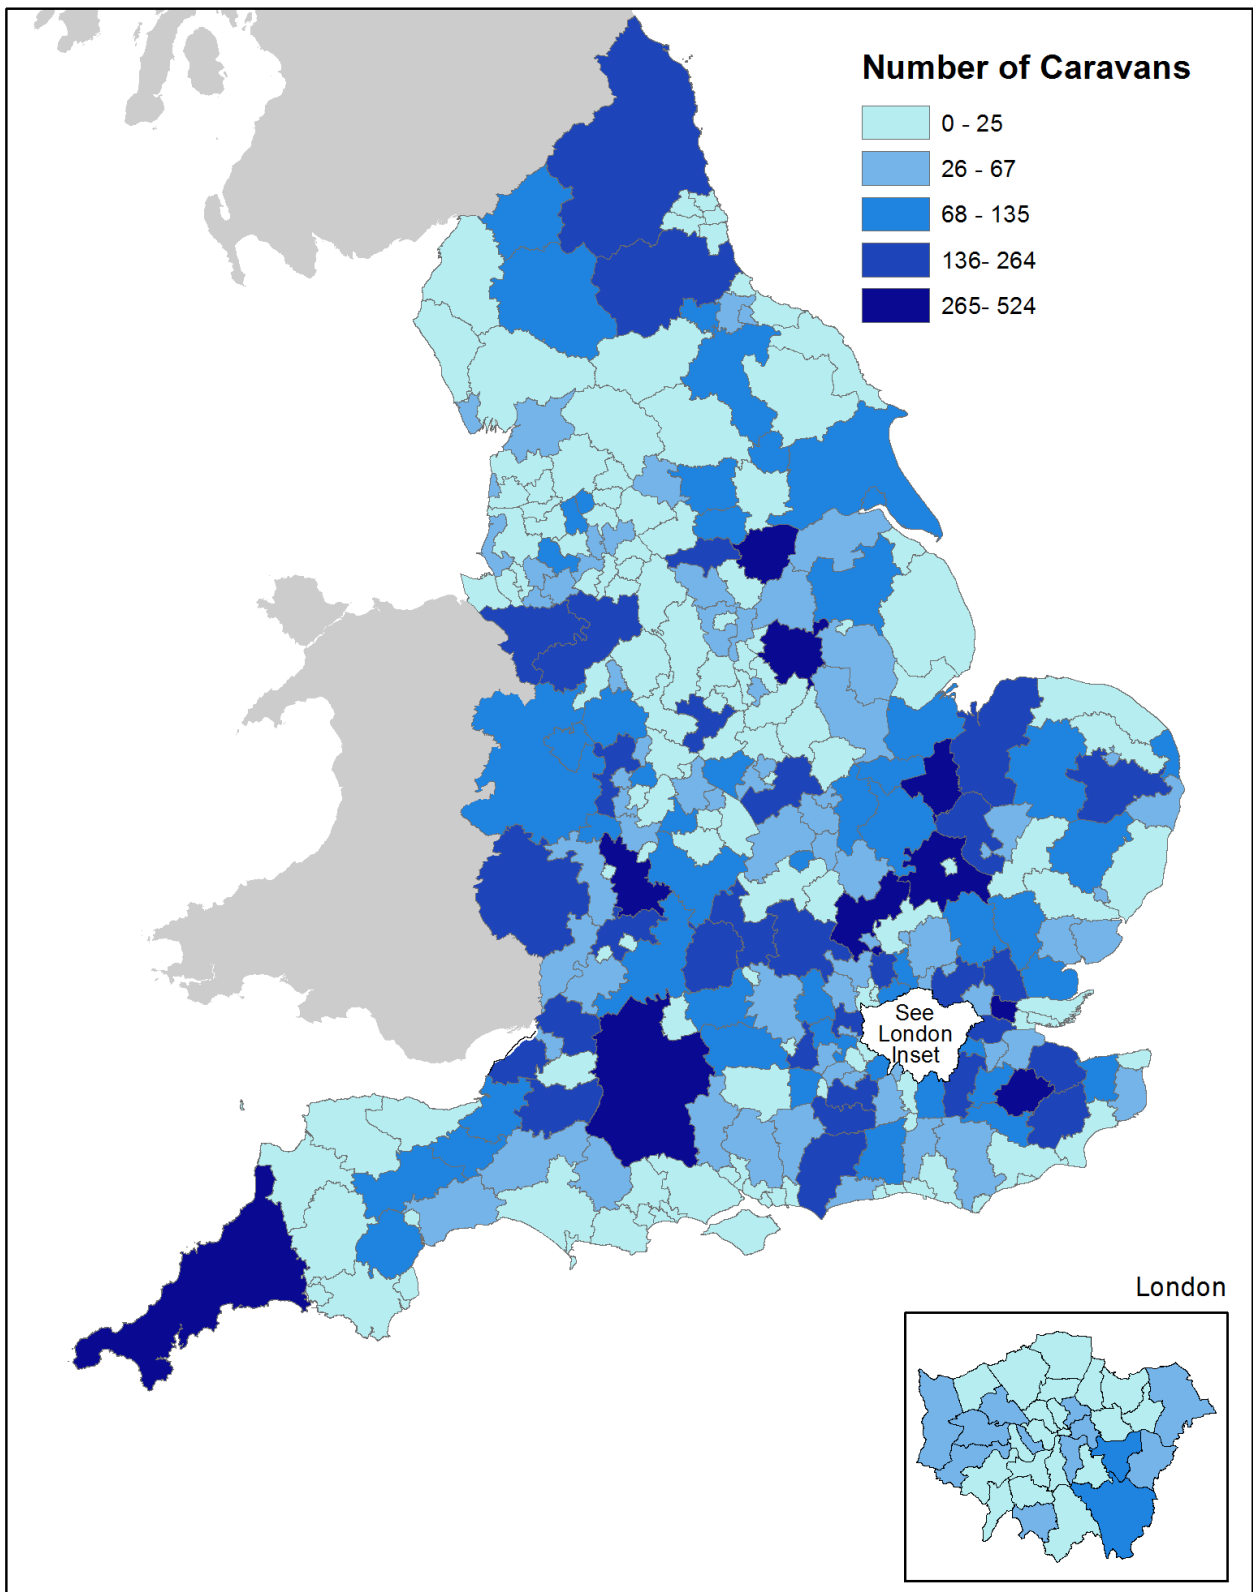 Number of Caravans
0 - 25
26 - 67
68 - 135
136- 264
265- 524
See
London
Inset
London